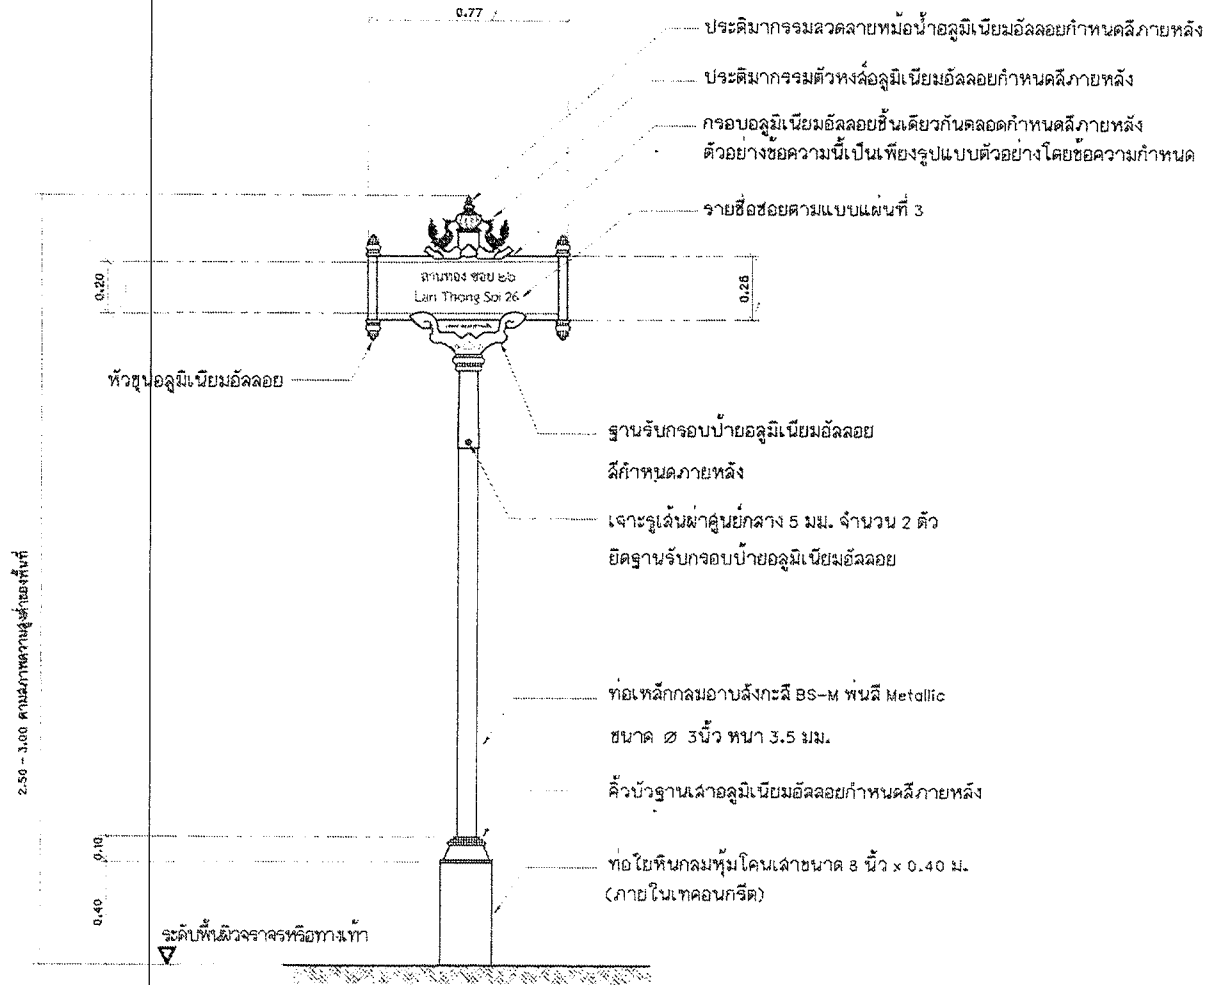 0.77
ประติมากรรมลวดลายหม้อน้ำอลูมิเนียมอัลลอยกำหนดสีภายหลัง
ประติมากรรมตัวหงส์อลูมิเนียมอัลลอยกำหนดสีภายหลัง
กรอบอลูมิเนียมอัลลอยชิ้นเดียวกันตลอดกำหนดสีภายหลัง
ตัวอย่างข้อความนี้เป็นเพียงรูปแบบตัวอย่างโดยข้อความกำหนด
รายชื่อซอยตามแบบแผ่นที่ 3
0.20
ลานทอง ซอย ๒๖
Lan Thong Soi 26
0.26
หัวขุนอลูมิเนียมอัลลอย
ฐานรับกรอบป้ายอลูมิเนียมอัลลอย
สีกำหนดภายหลัง
เจาะรูเส้นผ่าศูนย์กลาง 5 มม. จำนวน 2 ตัว
ยึดฐานรับกรอบป้ายอลูมิเนียมอัลลอย
2.50 - 3.00 ตามสภาพความสูงต่ำของพื้นที่
ท่อเหล็กกลมอาบสังกะสี BS-M พ่นสี Metallic
ขนาด Ø 3นิ้ว หนา 3.5 มม.
คิ้วบัวฐานเสาอลูมิเนียมอัลลอยกำหนดสีภายหลัง
0.10
ท่อใยหินกลมหุ้มโคนเสาขนาด 8 นิ้ว x 0.40 ม.
(ภายในเทคอนกรีต)
0.40
ระดับพื้นผิวจราจรหรือทางเท้า